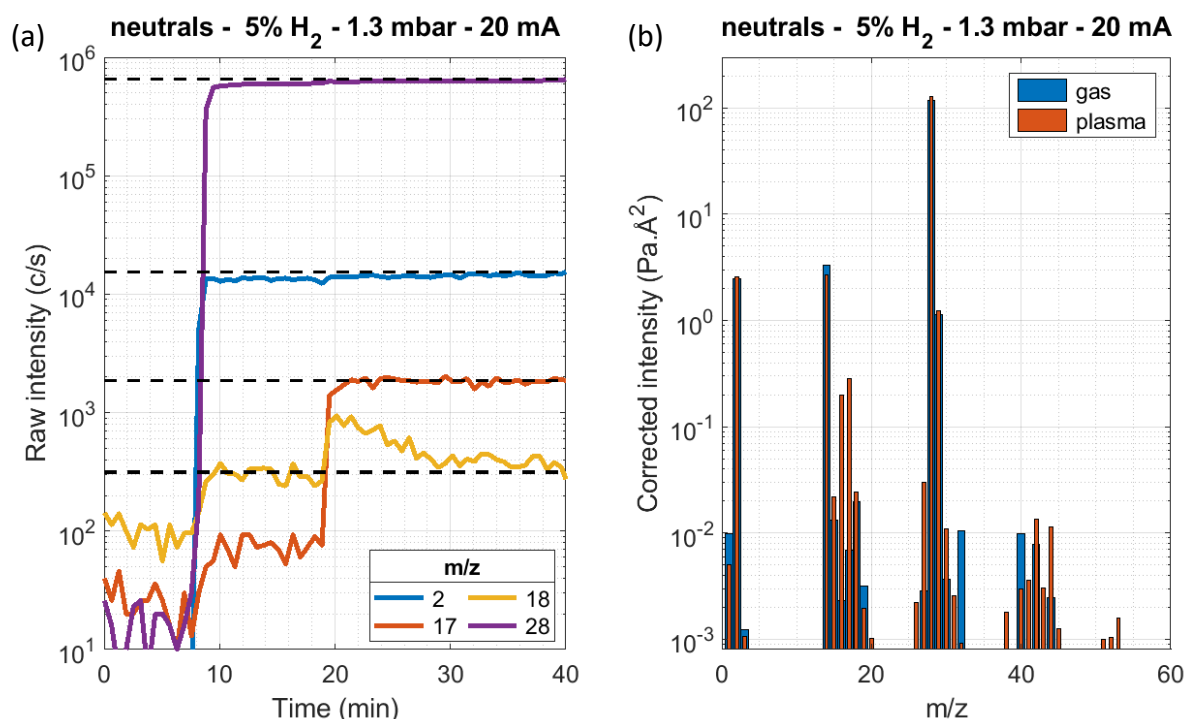 (a)
neutrals - 5% H2 - 1.3 mbar - 20 mA
Raw intensity (c/s)
10^6
10^5
10^4
10^3
10^2
10^1
0 10 20 30 40
Time (min)
m/z
2 18
17 28
(b)
neutrals - 5% H2 - 1.3 mbar - 20 mA
Corrected intensity (Pa.Å²)
10^2
10^1
10^0
10^-1
10^-2
10^-3
0 20 40 60
m/z
gas
plasma